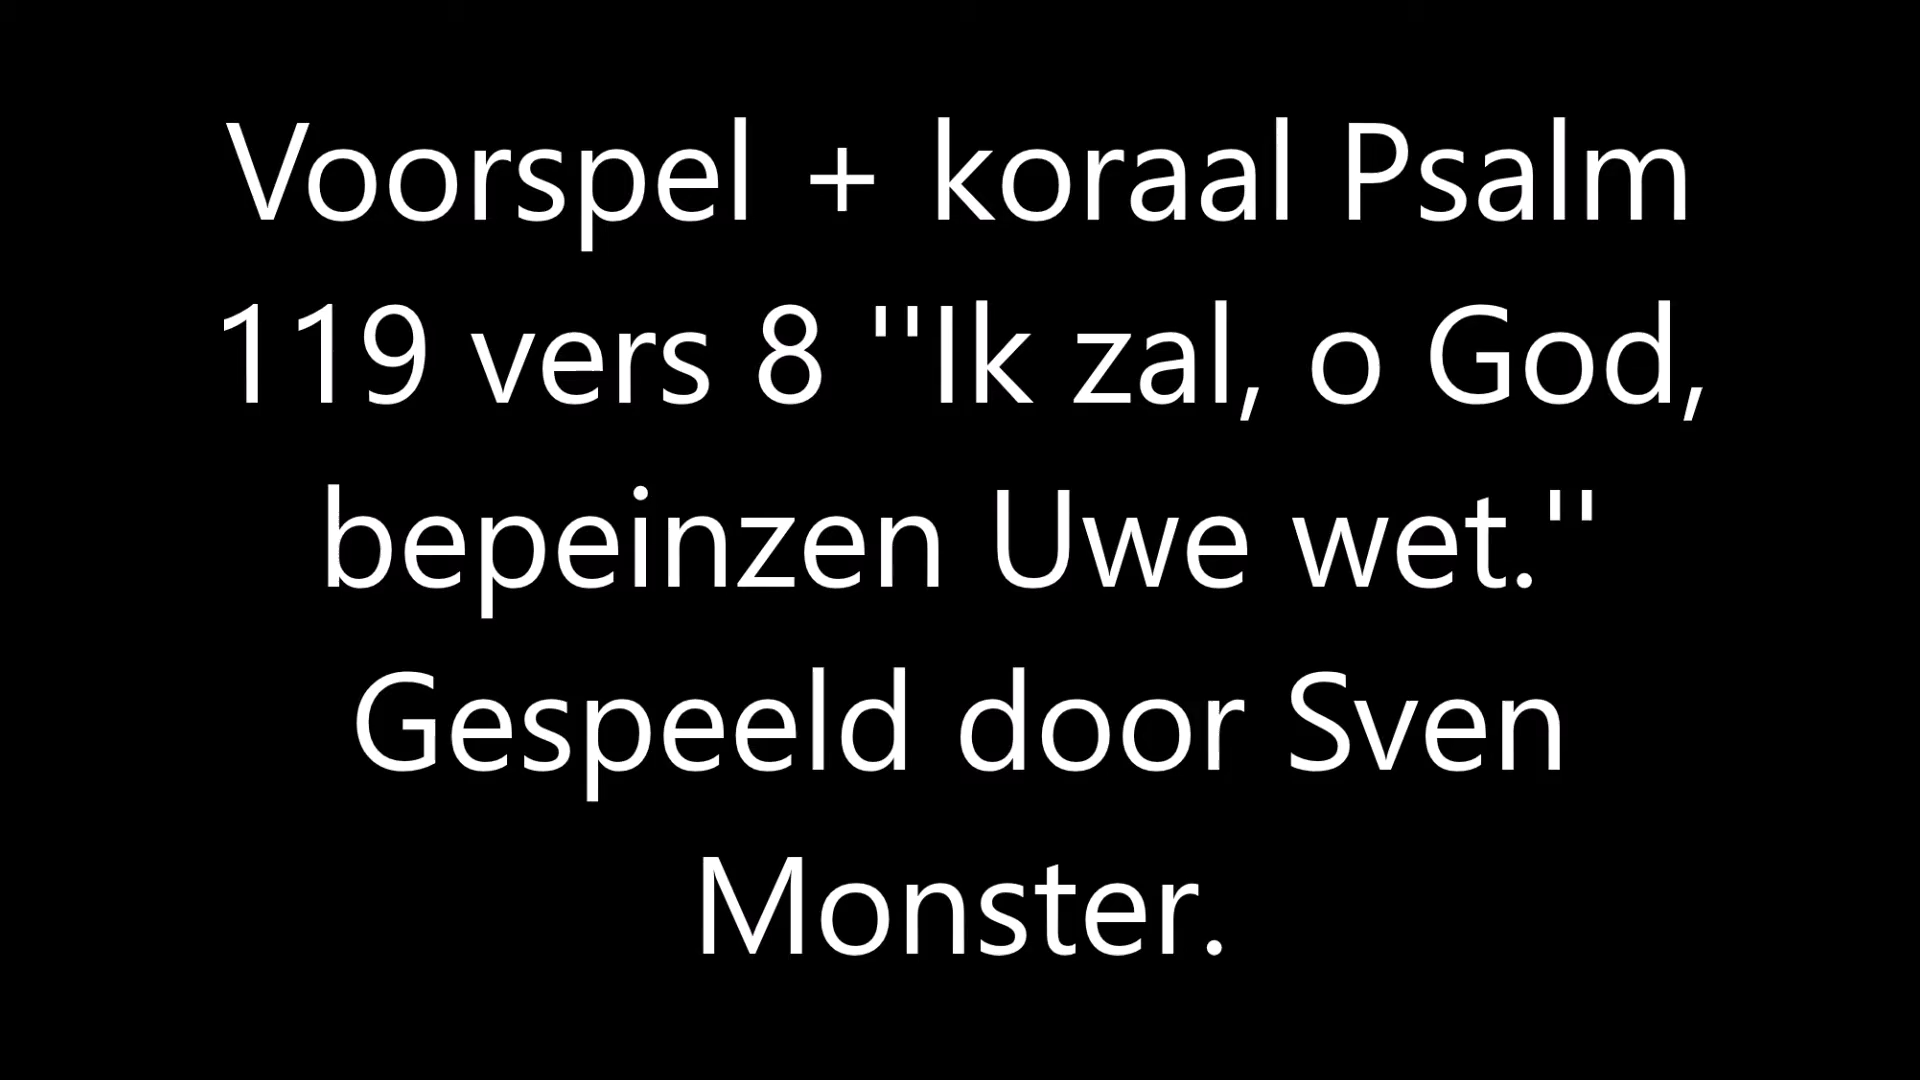 Voorspel + koraal Psalm
119 vers 8 "Ik zal, o God,
bepeinzen Uwe wet."
Gespeeld door Sven
Monster.